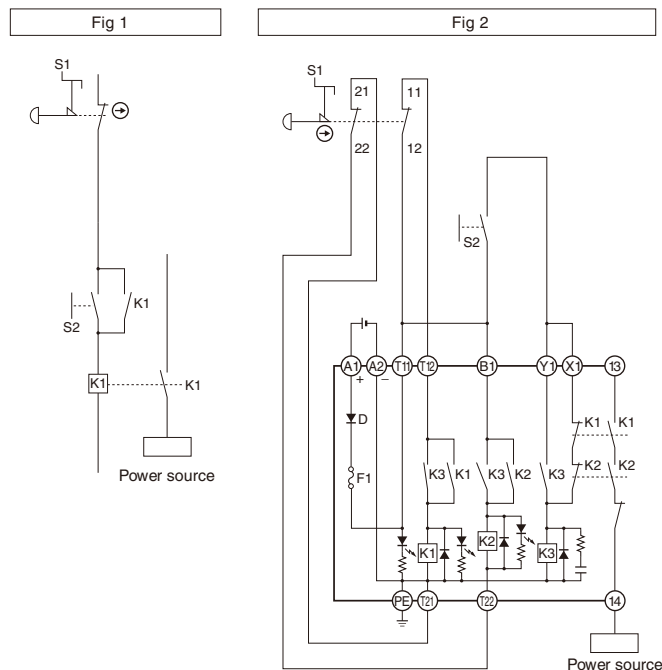 Fig 1
Fig 2
S1
S2
K1
K1
K1
Power source
S1
21
11
22
12
S2
A1
A2
T11
T12
B1
Y1
X1
13
+
−
D
F1
K3
K1
K3
K2
K3
K1
K1
K2
K2
K1
K2
K3
PE
T21
T22
14
Power source